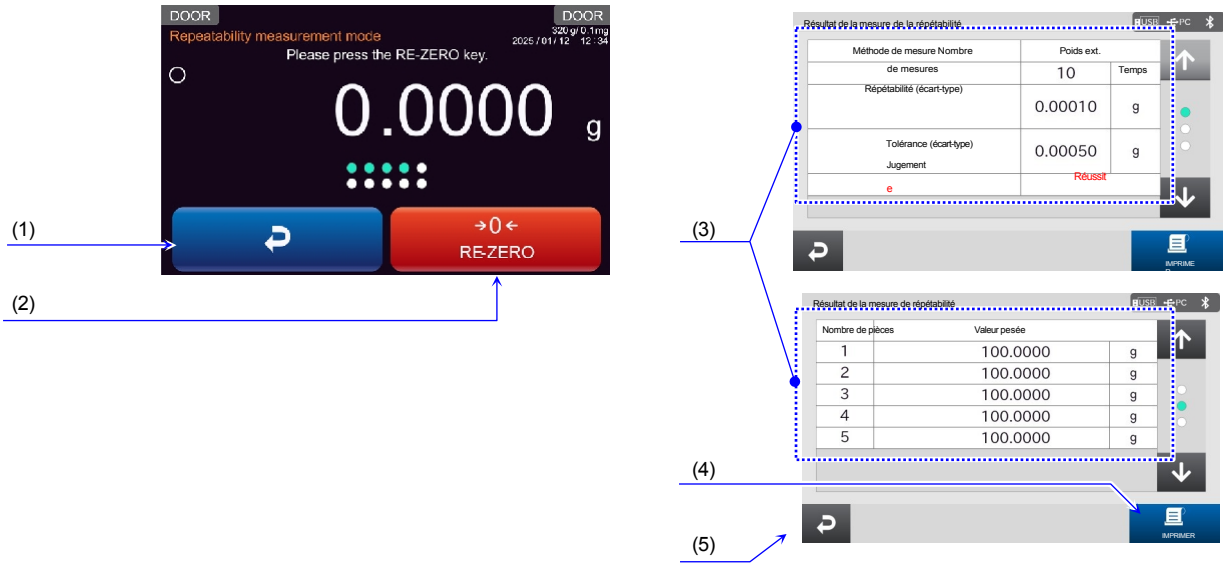 DOOR DOOR
Repeatability measurement mode 320 g/ 0.1mg
2025/01/12 12:34
Please press the RE-ZERO key.
0.0000 g
→0←
RE-ZERO
(1)
(2)
(3)
Résultat de la mesure de la répétabilité USB PC
Méthode de mesure Nombre Poids ext.
de mesures 10 Temps
Répétabilité (écart-type)
0.00010 g
Tolérance (écart-type)
0.00050 g
Jugement
Réussit
e
IMPRIME
Résultat de la mesure de répétabilité USB PC
Nombre de pièces Valeur pesée
1 100.0000 g
2 100.0000 g
3 100.0000 g
4 100.0000 g
5 100.0000 g
(4)
IMPRIMER
(5)